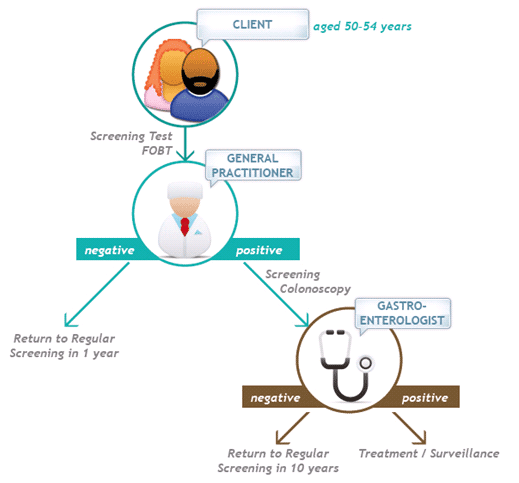 CLIENT
aged 50-54 years
Screening Test
FOBT
GENERAL
PRACTITIONER
negative
positive
Screening
Colonoscopy
Return to Regular
Screening in 1 year
GASTRO-
ENTEROLOGIST
negative
positive
Return to Regular
Screening in 10 years
Treatment / Surveillance